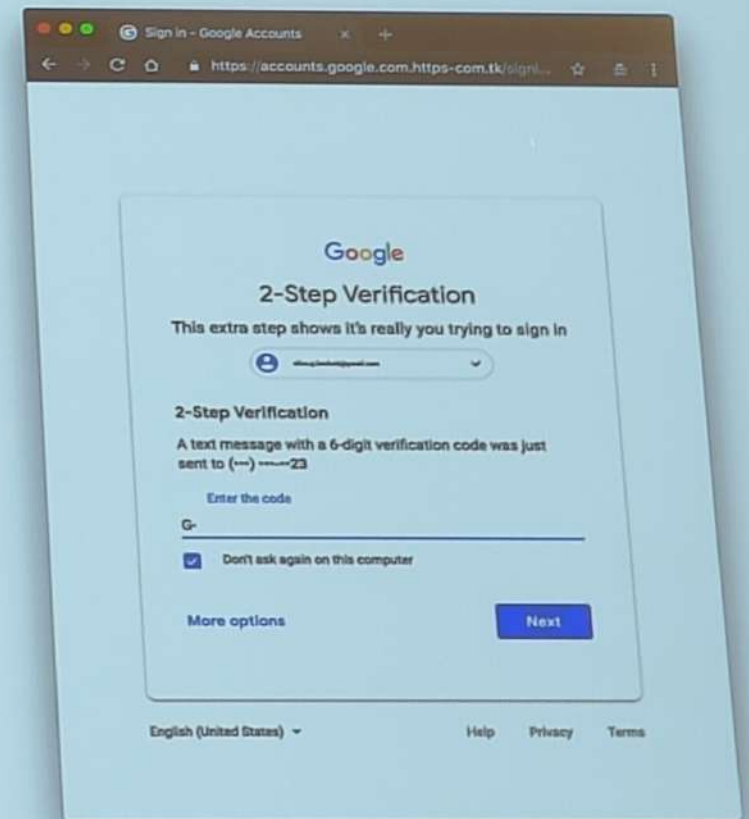 Sign in - Google Accounts
https://accounts.google.com.https-com.tk/signi...
Google
2-Step Verification
This extra step shows it's really you trying to sign in
2-Step Verification
A text message with a 6-digit verification code was just
sent to (•••) •••-••23
Enter the code
G-
Don't ask again on this computer
More options
Next
English (United States)
Help Privacy Terms